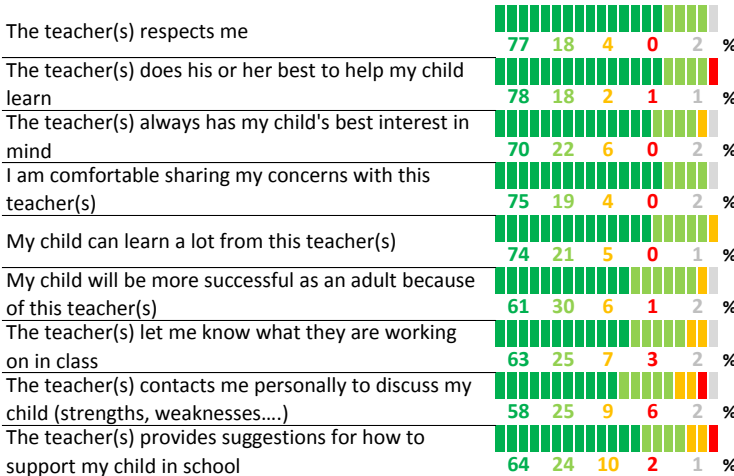 The teacher(s) respects me
77 18 4 0 2 %
The teacher(s) does his or her best to help my child
learn
78 18 2 1 1 %
The teacher(s) always has my child's best interest in
mind
70 22 6 0 2 %
I am comfortable sharing my concerns with this
teacher(s)
75 19 4 0 2 %
My child can learn a lot from this teacher(s)
74 21 5 0 1 %
My child will be more successful as an adult because
of this teacher(s)
61 30 6 1 2 %
The teacher(s) let me know what they are working
on in class
63 25 7 3 2 %
The teacher(s) contacts me personally to discuss my
child (strengths, weaknesses....)
58 25 9 6 2 %
The teacher(s) provides suggestions for how to
support my child in school
64 24 10 2 1 %